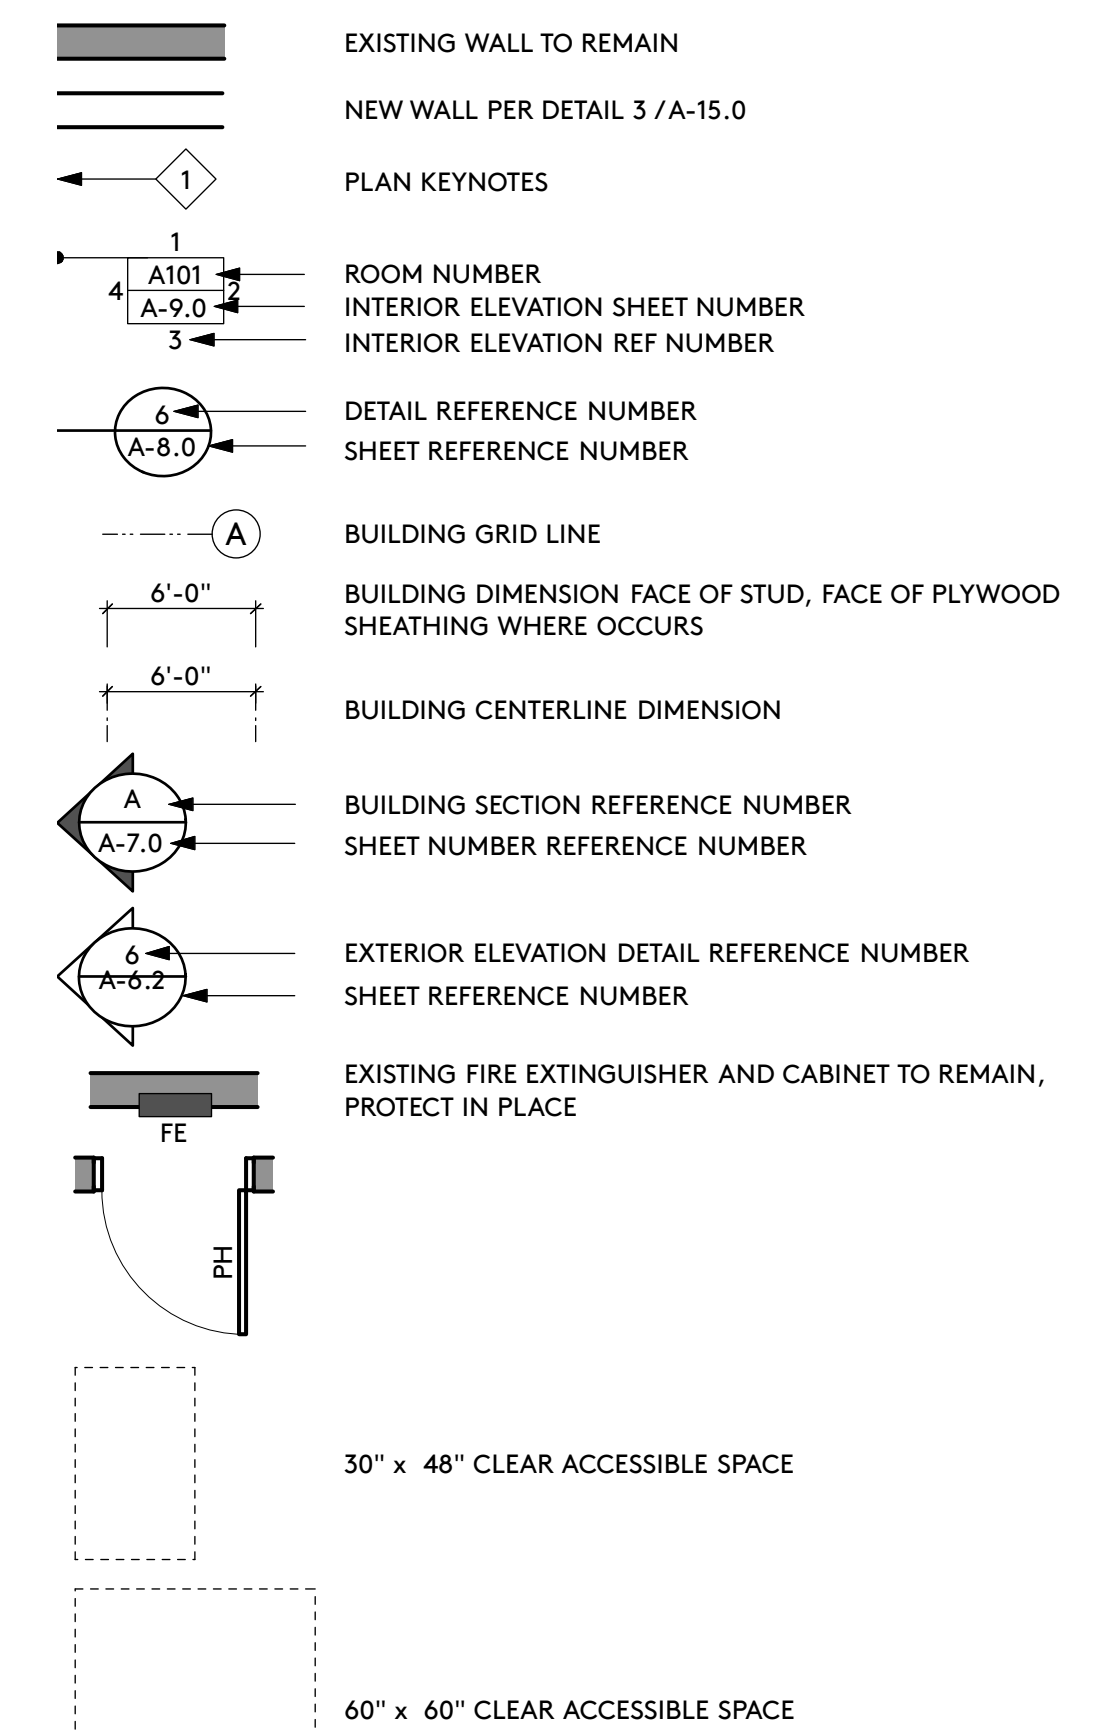 EXISTING WALL TO REMAIN
NEW WALL PER DETAIL 3 / A-15.0
1
PLAN KEYNOTES
1
A101
ROOM NUMBER
4
2
A-9.0
INTERIOR ELEVATION SHEET NUMBER
3
INTERIOR ELEVATION REF NUMBER
6
DETAIL REFERENCE NUMBER
A-8.0
SHEET REFERENCE NUMBER
A
BUILDING GRID LINE
6'-0"
BUILDING DIMENSION FACE OF STUD, FACE OF PLYWOOD
SHEATHING WHERE OCCURS
6'-0"
BUILDING CENTERLINE DIMENSION
A
BUILDING SECTION REFERENCE NUMBER
A-7.0
SHEET NUMBER REFERENCE NUMBER
6
EXTERIOR ELEVATION DETAIL REFERENCE NUMBER
A-6.2
SHEET REFERENCE NUMBER
EXISTING FIRE EXTINGUISHER AND CABINET TO REMAIN,
PROTECT IN PLACE
FE
PH
30" x 48" CLEAR ACCESSIBLE SPACE
60" x 60" CLEAR ACCESSIBLE SPACE